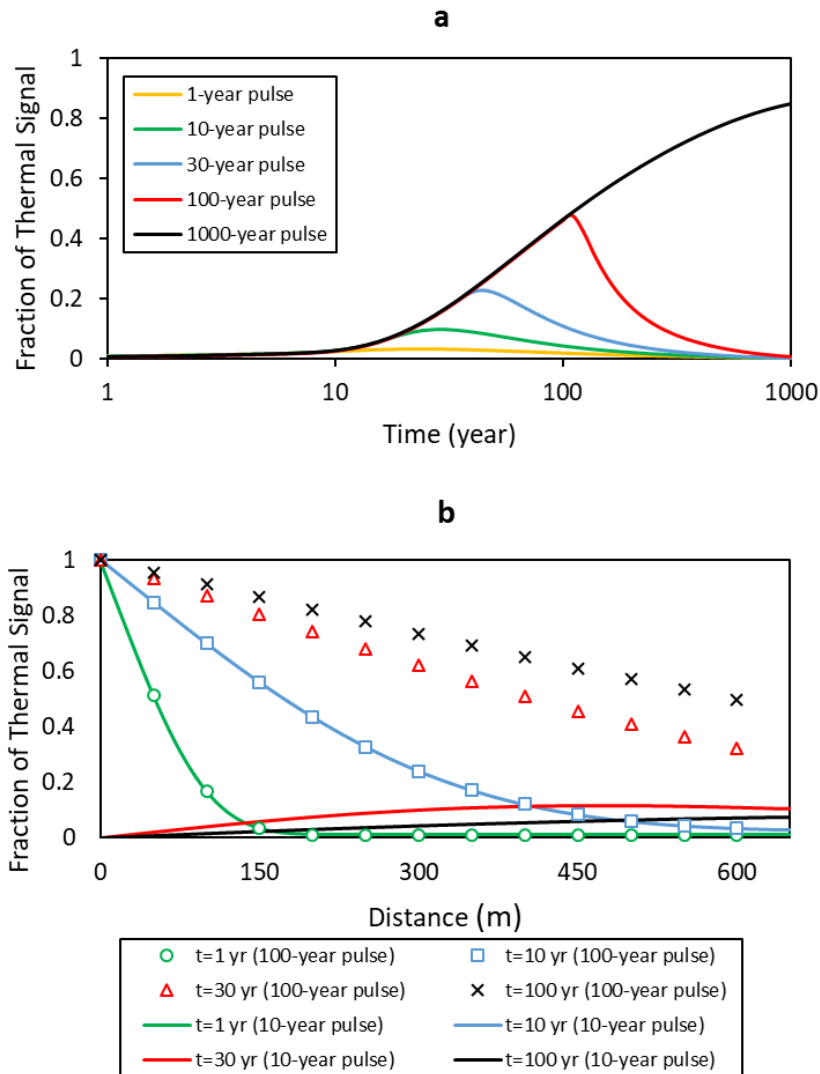 a
1
0.8
0.6
0.4
0.2
0
Fraction of Thermal Signal
1-year pulse
10-year pulse
30-year pulse
100-year pulse
1000-year pulse
1 10 100 1000
Time (year)
b
1
0.8
0.6
0.4
0.2
0
Fraction of Thermal Signal
0 150 300 450 600
Distance (m)
t=1 yr (100-year pulse) t=10 yr (100-year pulse)
t=30 yr (100-year pulse) t=100 yr (100-year pulse)
t=1 yr (10-year pulse) t=10 yr (10-year pulse)
t=30 yr (10-year pulse) t=100 yr (10-year pulse)